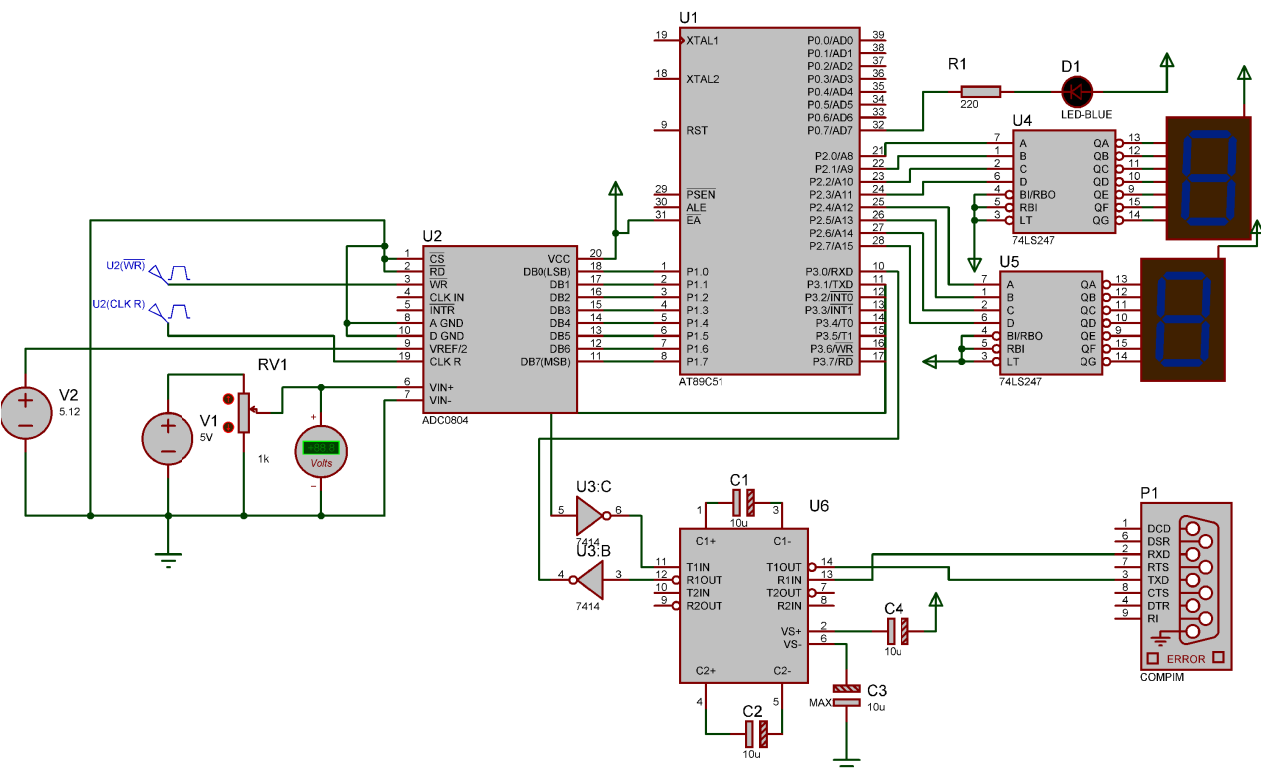 U1
19 XTAL1 P0.0/AD0 39
P0.1/AD1 38
P0.2/AD2 37
18 XTAL2 P0.3/AD3 36
P0.4/AD4 35
P0.5/AD5 34
P0.6/AD6 33
9 RST P0.7/AD7 32
P2.0/A8 21
P2.1/A9 22
P2.2/A10 23
29 PSEN P2.3/A11 24
30 ALE P2.4/A12 25
31 EA P2.5/A13 26
P2.6/A14 27
P2.7/A15 28
1 P1.0 P3.0/RXD 10
2 P1.1 P3.1/TXD 11
3 P1.2 P3.2/INT0 12
4 P1.3 P3.3/INT1 13
5 P1.4 P3.4/T0 14
6 P1.5 P3.5/T1 15
7 P1.6 P3.6/WR 16
8 P1.7 P3.7/RD 17
AT89C51
R1
220
D1
LED-BLUE
U4
7 A QA 13
1 B QB 12
2 C QC 11
6 D QD 10
4 BI/RBO QE 9
5 RBI QF 15
3 LT QG 14
74LS247
U5
7 A QA 13
1 B QB 12
2 C QC 11
6 D QD 10
4 BI/RBO QE 9
5 RBI QF 15
3 LT QG 14
74LS247
U2(WR)
U2(CLK R)
U2
1 CS VCC 20
2 RD DB0(LSB) 18
3 WR DB1 17
4 CLK IN DB2 16
5 INTR DB3 15
8 A GND DB4 14
10 D GND DB5 13
9 VREF/2 DB6 12
19 CLK R DB7(MSB) 11
6 VIN+
7 VIN-
ADC0804
V2
5.12
+
V1
5V
+
RV1
1k
+
+88.8
Volts
U3:C
5 6
7414
U3:B
4 3
7414
C1
10u
U6
1 3
C1+ C1-
11 T1IN T1OUT 14
12 R1OUT R1IN 13
10 T2IN T2OUT 7
9 R2OUT R2IN 8
VS+ 2
VS- 6
C2+ C2-
4 5
MAX
C2
10u
C4
10u
C3
10u
P1
1 DCD
6 DSR
2 RXD
7 RTS
3 TXD
8 CTS
4 DTR
9 RI
ERROR
COMPIM